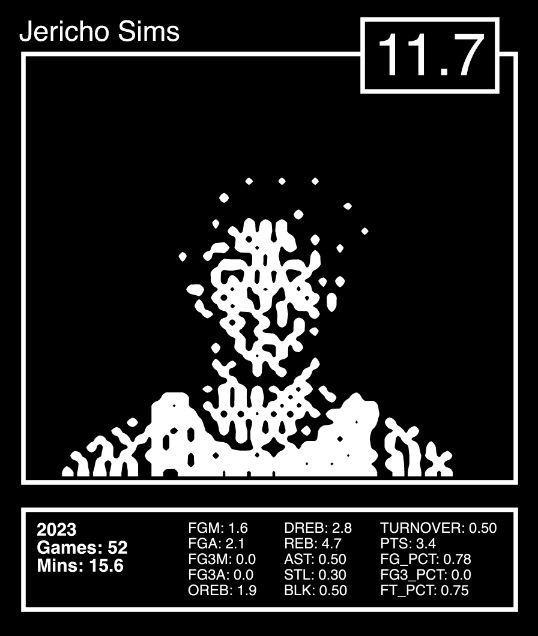 Jericho Sims
11.7
2023
Games: 52
Mins: 15.6
FGM: 1.6
FGA: 2.1
FG3M: 0.0
FG3A: 0.0
OREB: 1.9
DREB: 2.8
REB: 4.7
AST: 0.50
STL: 0.30
BLK: 0.50
TURNOVER: 0.50
PTS: 3.4
FG_PCT: 0.78
FG3_PCT: 0.0
FT_PCT: 0.75